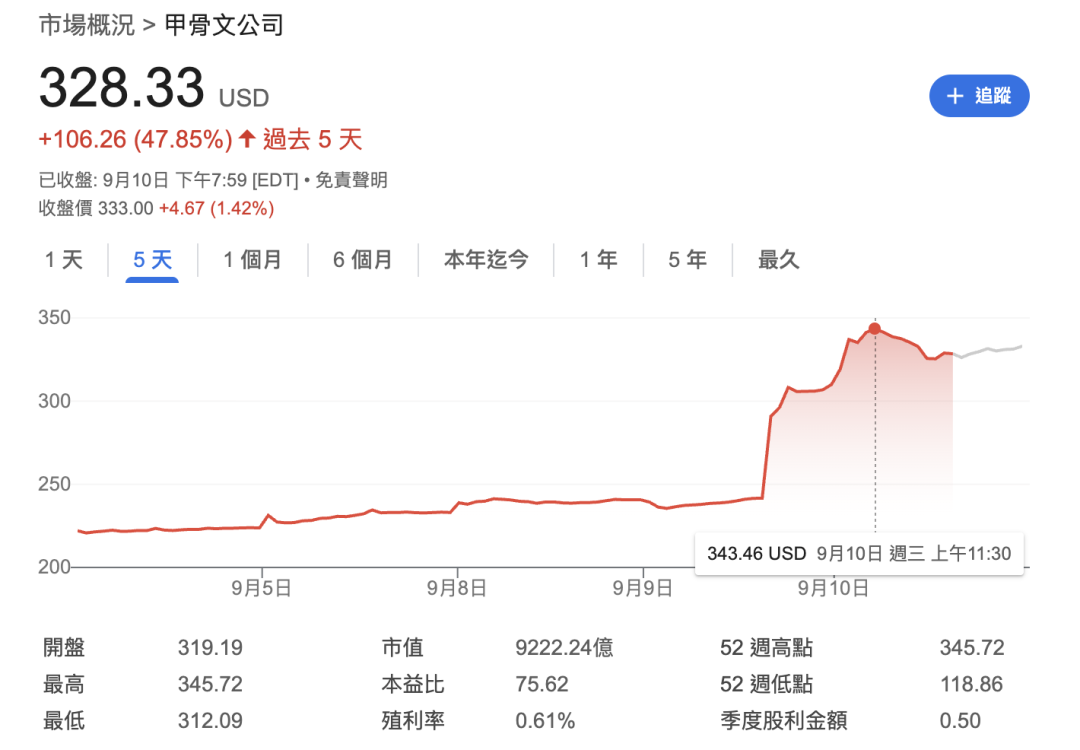 市場概況 > 甲骨文公司
328.33 USD
+ 追蹤
+106.26 (47.85%) ↑ 過去 5 天
已收盤: 9月10日 下午7:59 [EDT] • 免責聲明
收盤價 333.00 +4.67 (1.42%)
1 天 5 天 1 個月 6 個月 本年迄今 1 年 5 年 最久
350
300
250
200
343.46 USD 9月10日 週三 上午11:30
9月5日 9月8日 9月9日 9月10日
開盤 319.19 市值 9222.24億 52 週高點 345.72
最高 345.72 本益比 75.62 52 週低點 118.86
最低 312.09 殖利率 0.61% 季度股利金額 0.50